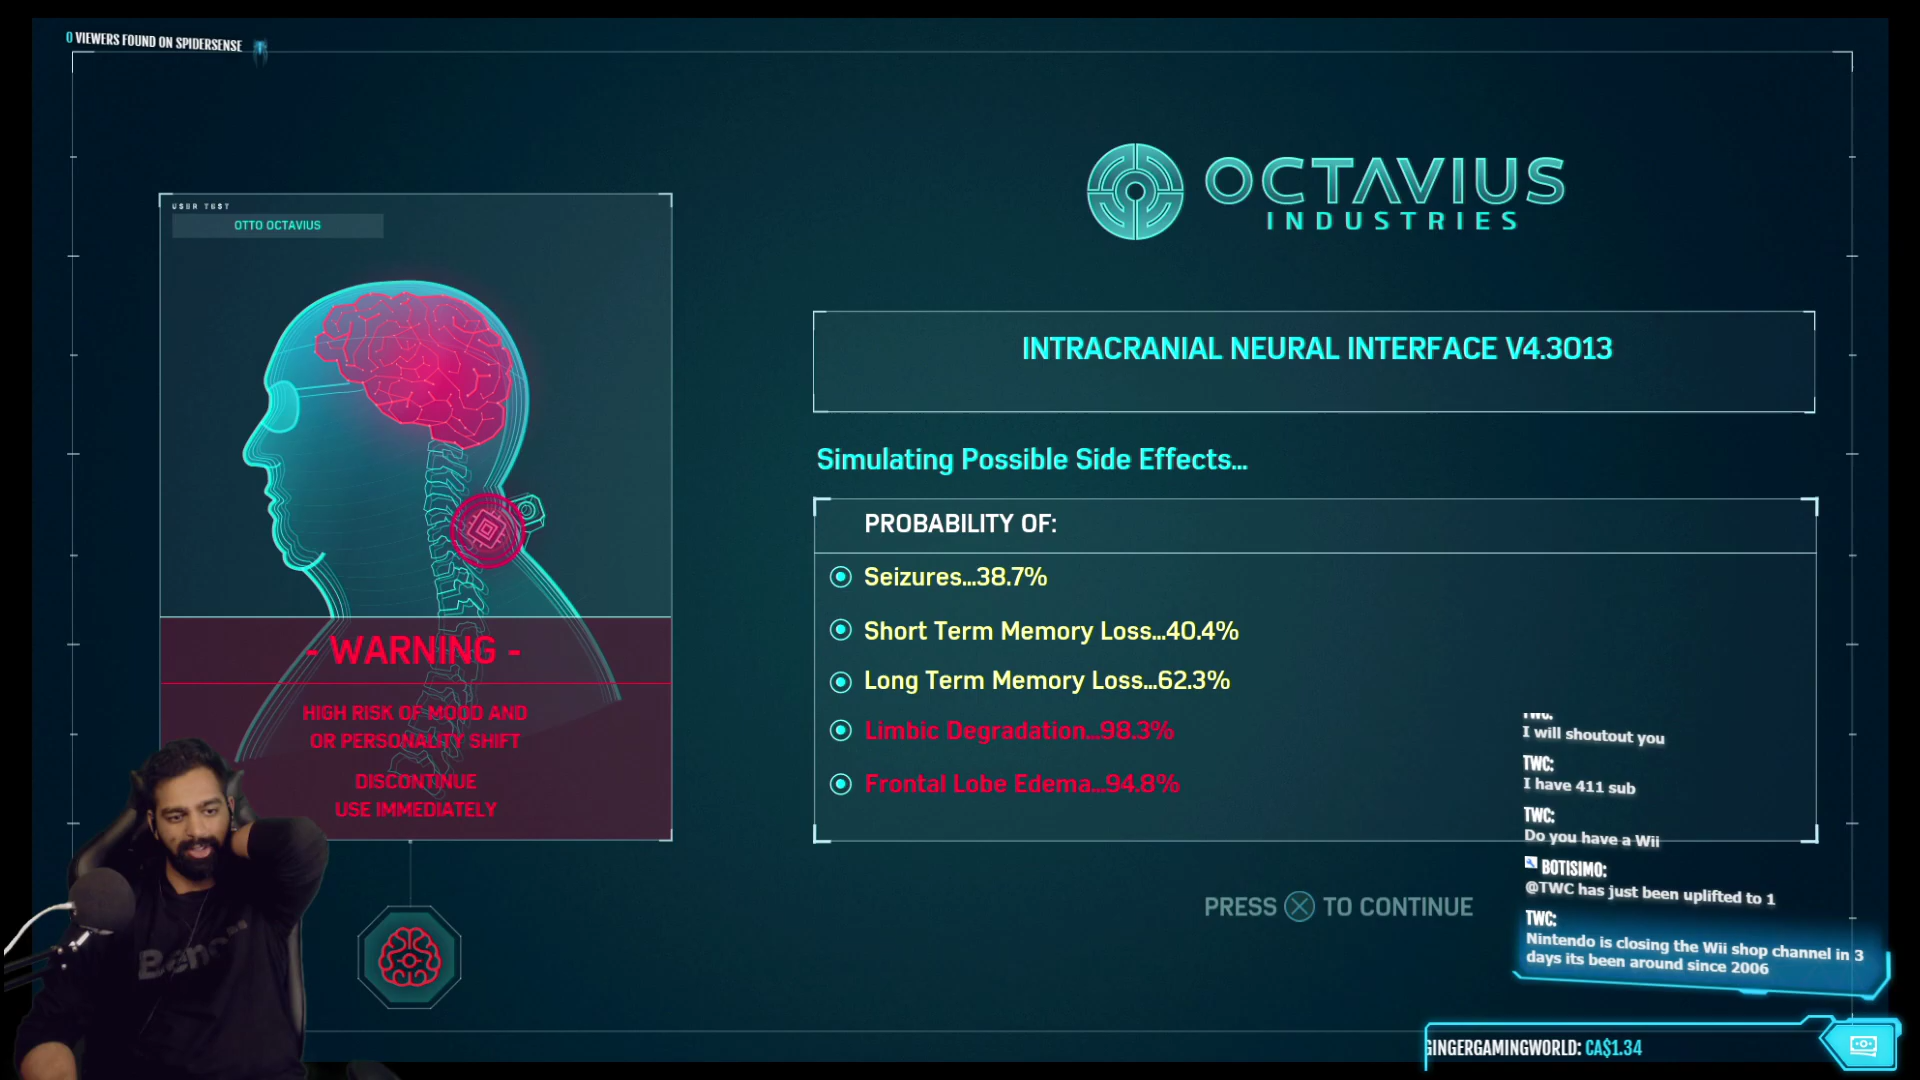 0 VIEWERS FOUND ON SPIDERSENSE
USER TEST
OTTO OCTAVIUS
- WARNING -
HIGH RISK OF MOOD AND
OR PERSONALITY SHIFT
DISCONTINUE
USE IMMEDIATELY
OCTAVIUS
INDUSTRIES
INTRACRANIAL NEURAL INTERFACE V4.3013
Simulating Possible Side Effects...
PROBABILITY OF:
Seizures...38.7%
Short Term Memory Loss...40.4%
Long Term Memory Loss...62.3%
Limbic Degradation...98.3%
Frontal Lobe Edema...94.8%
PRESS ⓧ TO CONTINUE
TWC:
I will shoutout you
TWC:
I have 411 sub
TWC:
Do you have a Wii
BOTISIMO:
@TWC has just been uplifted to 1
TWC:
Nintendo is closing the Wii shop channel in 3
days its been around since 2006
GINGERGAMINGWORLD: CA$1.34